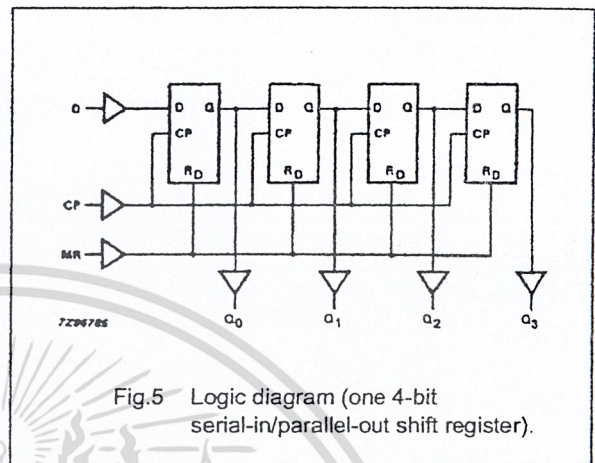 D
D Q D Q D Q D Q
CP CP CP CP
RD RD RD RD
CP
MR
7Z96785
Q0 Q1 Q2 Q3
Fig.5 Logic diagram (one 4-bit
serial-in/parallel-out shift register).